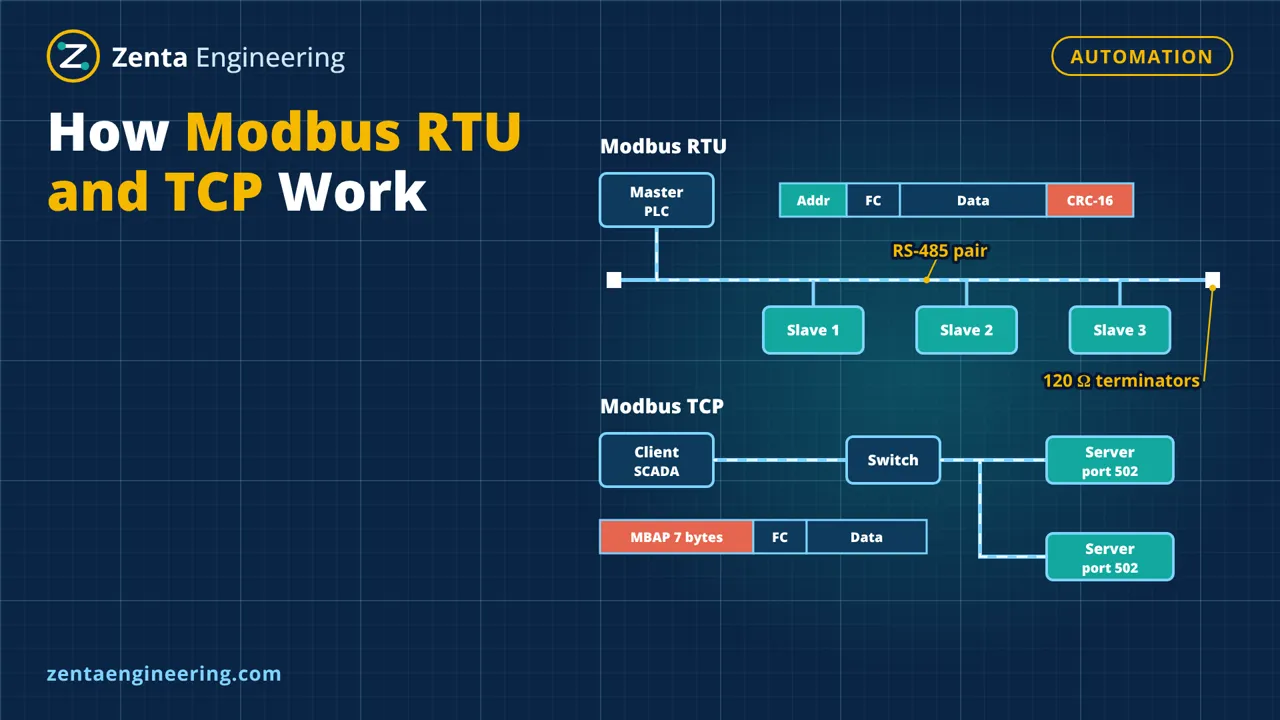 Zenta Engineering
AUTOMATION
How Modbus RTU
and TCP Work
Modbus RTU
Master
PLC
Addr FC Data CRC-16
RS-485 pair
Slave 1 Slave 2 Slave 3
120 Ω terminators
Modbus TCP
Client
SCADA
Switch
Server
port 502
MBAP 7 bytes FC Data
Server
port 502
zentaengineering.com